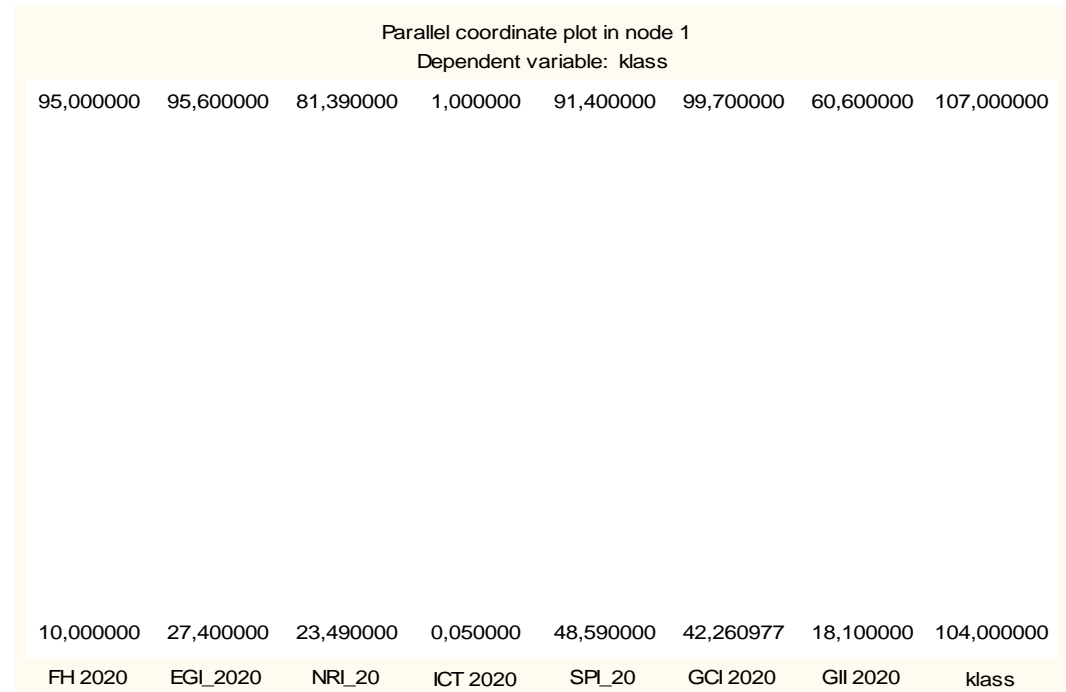 Parallel coordinate plot in node 1
Dependent variable: klass
95,000000 95,600000 81,390000 1,000000 91,400000 99,700000 60,600000 107,000000
10,000000 27,400000 23,490000 0,050000 48,590000 42,260977 18,100000 104,000000
FH 2020 EGI_2020 NRI_20 ICT 2020 SPI_20 GCI 2020 GII 2020 klass